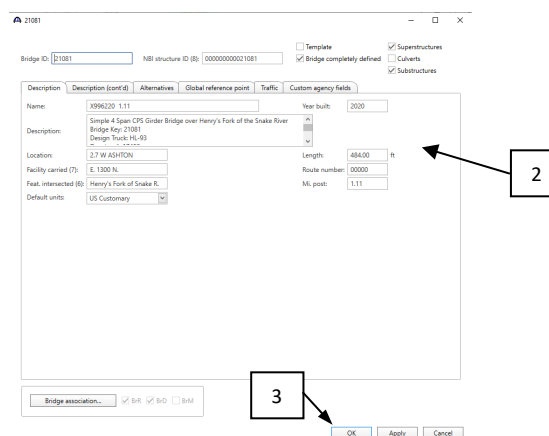 21081
Template
Superstructures
Bridge ID: 21081
NBI structure ID (8): 000000000021081
Bridge completely defined
Culverts
Substructures
Description
Description (cont'd)
Alternatives
Global reference point
Traffic
Custom agency fields
Name: X996220 1.11
Year built: 2020
Description:
Simple 4 Span CPS Girder Bridge over Henry's Fork of the Snake River
Bridge Key: 21081
Design Truck: HL-93
Location: 2.7 W ASHTON
Length: 484.00 ft
Facility carried (7): E. 1300 N.
Route number: 00000
Feat. intersected (6): Henry's Fork of Snake R.
Mi. post: 1.11
Default units: US Customary
2
Bridge association...
BrR
BrD
BrM
3
OK
Apply
Cancel